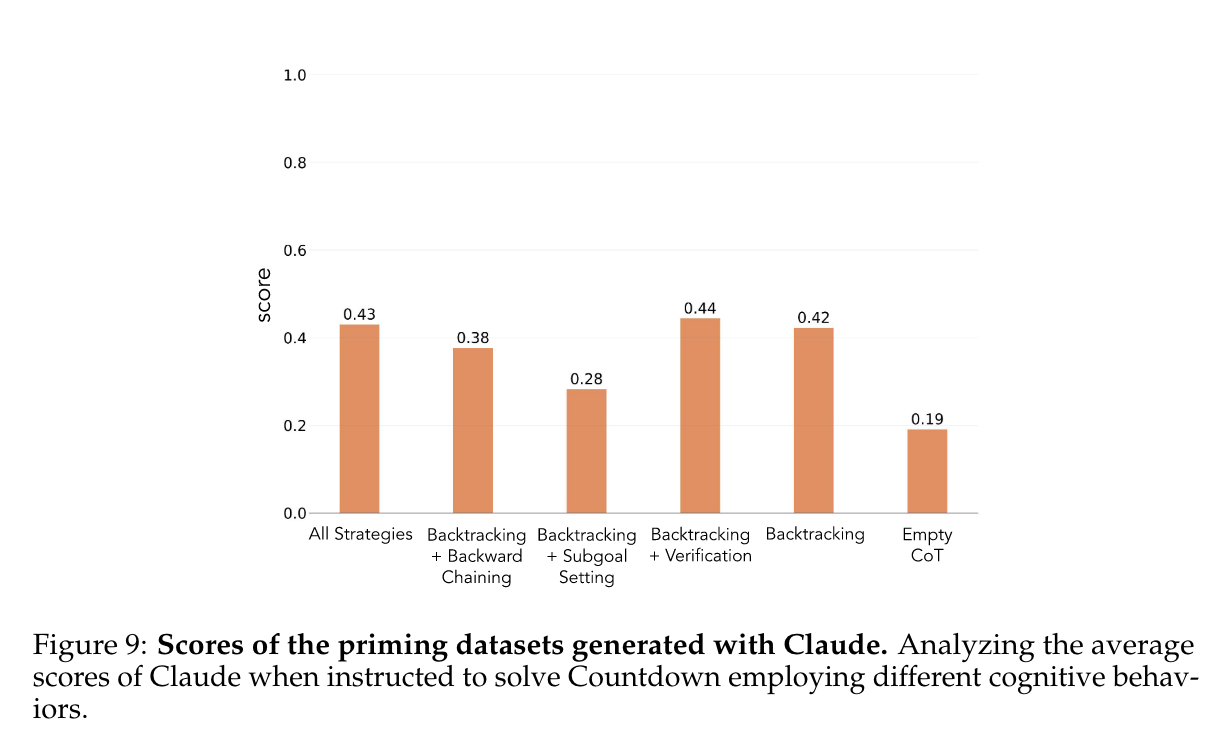 1.0
0.8
0.6
0.4
0.2
0.0
score
0.43
0.38
0.28
0.44
0.42
0.19
All Strategies
Backtracking
+ Backward
Chaining
Backtracking
+ Subgoal
Setting
Backtracking
+ Verification
Backtracking
Empty
CoT
Figure 9: Scores of the priming datasets generated with Claude. Analyzing the average
scores of Claude when instructed to solve Countdown employing different cognitive behav-
iors.